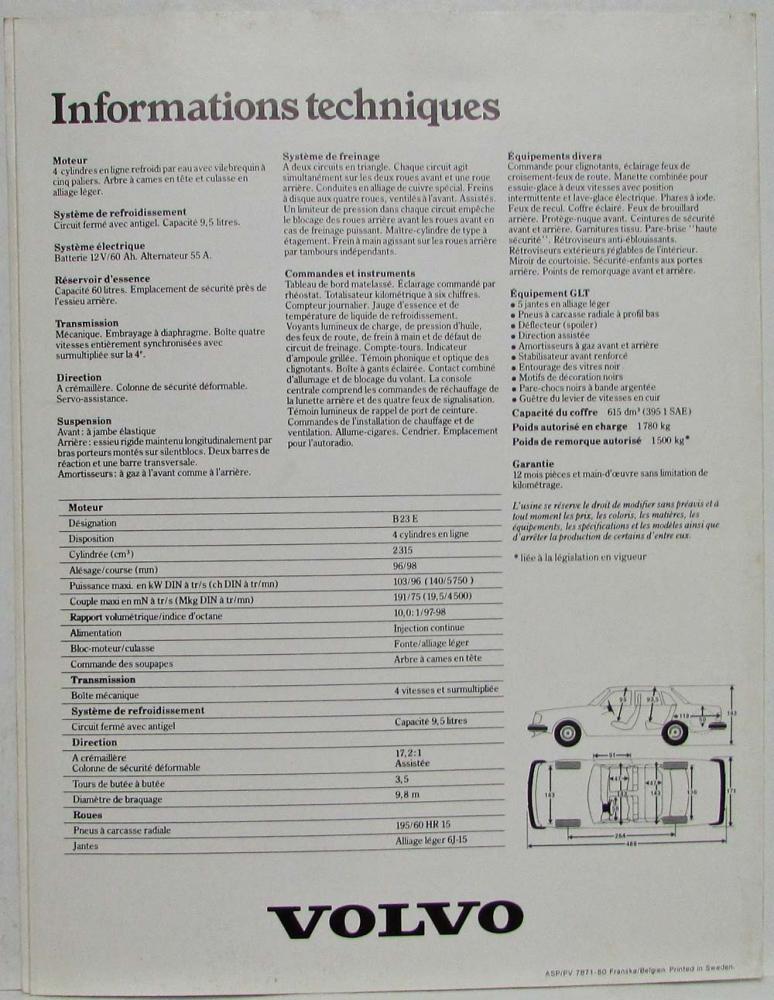 Informations techniques
Moteur
4 cylindres en ligne refroidi par eau avec vilebrequin à
cinq paliers. Arbre à cames en tête et culasse en
alliage léger.
Système de refroidissement
Circuit fermé avec antigel. Capacité 9,5 litres.
Système électrique
Batterie 12 V/60 Ah. Alternateur 55 A.
Réservoir d'essence
Capacité 60 litres. Emplacement de sécurité près de
l'essieu arrière.
Transmission
Mécanique. Embrayage à diaphragme. Boîte quatre
vitesses entièrement synchronisées avec
surmultipliée sur la 4e.
Direction
A crémaillère. Colonne de sécurité déformable.
Servo-assistance.
Suspension
Avant: à jambe élastique
Arrière: essieu rigide maintenu longitudinalement par
bras porteurs montés sur silentblocs. Deux barres de
réaction et une barre transversale.
Amortisseurs: à gaz à l'avant comme à l'arrière.
Système de freinage
A deux circuits en triangle. Chaque circuit agit
simultanément sur les deux roues avant et une roue
arrière. Conduites en alliage de cuivre spécial. Freins
à disque aux quatre roues, ventilés à l'avant. Assistés.
Un limiteur de pression dans chaque circuit empêche
le blocage des roues arrière avant les roues avant en
cas de freinage puissant. Maître-cylindre de type à
étagement. Frein à main agissant sur les roues arrière
par tambours indépendants.
Commandes et instruments
Tableau de bord matelassé. Éclairage commandé par
rhéostat. Totalisateur kilométrique à six chiffres.
Compteur journalier. Jauge d'essence et de
température de liquide de refroidissement.
Voyants lumineux de charge, de pression d'huile,
des feux de route, de frein à main et de défaut de
circuit de freinage. Compte-tours. Indicateur
d'ampoule grillée. Témoin phonique et optique des
clignotants. Boîte à gants éclairée. Contact combiné
d'allumage et de blocage du volant. La console
centrale comprend les commandes de réchauffage de
la lunette arrière et des quatre feux de signalisation.
Témoin lumineux de rappel de port de ceinture.
Commandes de l'installation de chauffage et de
ventilation. Allume-cigares. Cendrier. Emplacement
pour l'autoradio.
Équipements divers
Commande pour clignotants, éclairage feux de
croisement-feux de route. Manette combinée pour
essuie-glace à deux vitesses avec position
intermittente et lave-glace électrique. Phares à iode.
Feux de recul. Coffre éclairé. Feux de brouillard
arrière. Protège-nuque avant. Ceintures de sécurité
avant et arrière. Garnitures tissu. Pare-brise "haute
sécurité". Rétroviseurs anti-éblouissants.
Rétroviseurs extérieurs réglables de l'intérieur.
Miroir de courtoisie. Sécurité-enfants aux portes
arrière. Points de remorquage avant et arrière.
Équipement GLT
● 5 jantes en alliage léger
● Pneus à carcasse radiale à profil bas
● Déflecteur (spoiler)
● Direction assistée
● Amortisseurs à gaz avant et arrière
● Stabilisateur avant renforcé
● Entourage des vitres noir
● Motifs de décoration noirs
● Pare-chocs noirs à bande argentée
● Guêtre du levier de vitesses en cuir
Capacité du coffre 615 dm³ (395 l SAE)
Poids autorisé en charge 1 780 kg
Poids de remorque autorisé 1 500 kg*
Garantie
12 mois pièces et main-d'œuvre sans limitation de
kilométrage.
L'usine se réserve le droit de modifier sans préavis et à
tout moment les prix, les coloris, les matières, les
équipements, les spécifications et les modèles ainsi que
d'arrêter la production de certains d'entre eux.
* liée à la législation en vigueur
Moteur
Désignation B 23 E
Disposition 4 cylindres en ligne
Cylindrée (cm³) 2315
Alésage/course (mm) 96/98
Puissance maxi. en kW DIN à tr/s (ch DIN à tr/mn) 103/96 (140/5750)
Couple maxi en mN à tr/s (Mkg DIN à tr/mn) 191/75 (19,5/4500)
Rapport volumétrique/indice d'octane 10,0:1/97-98
Alimentation Injection continue
Bloc-moteur/culasse Fonte/alliage léger
Commande des soupapes Arbre à cames en tête
Transmission
Boîte mécanique 4 vitesses et surmultipliée
Système de refroidissement
Circuit fermé avec antigel Capacité 9,5 litres
Direction
A crémaillère 17,2:1
Colonne de sécurité déformable Assistée
Tours de butée à butée 3,5
Diamètre de braquage 9,8 m
Roues
Pneus à carcasse radiale 195/60 HR 15
Jantes Alliage léger 6J-15
143
51
143
136
171
264
VOLVO
ASP/PV 7871-80 Franska/Belgien. Printed in Sweden.